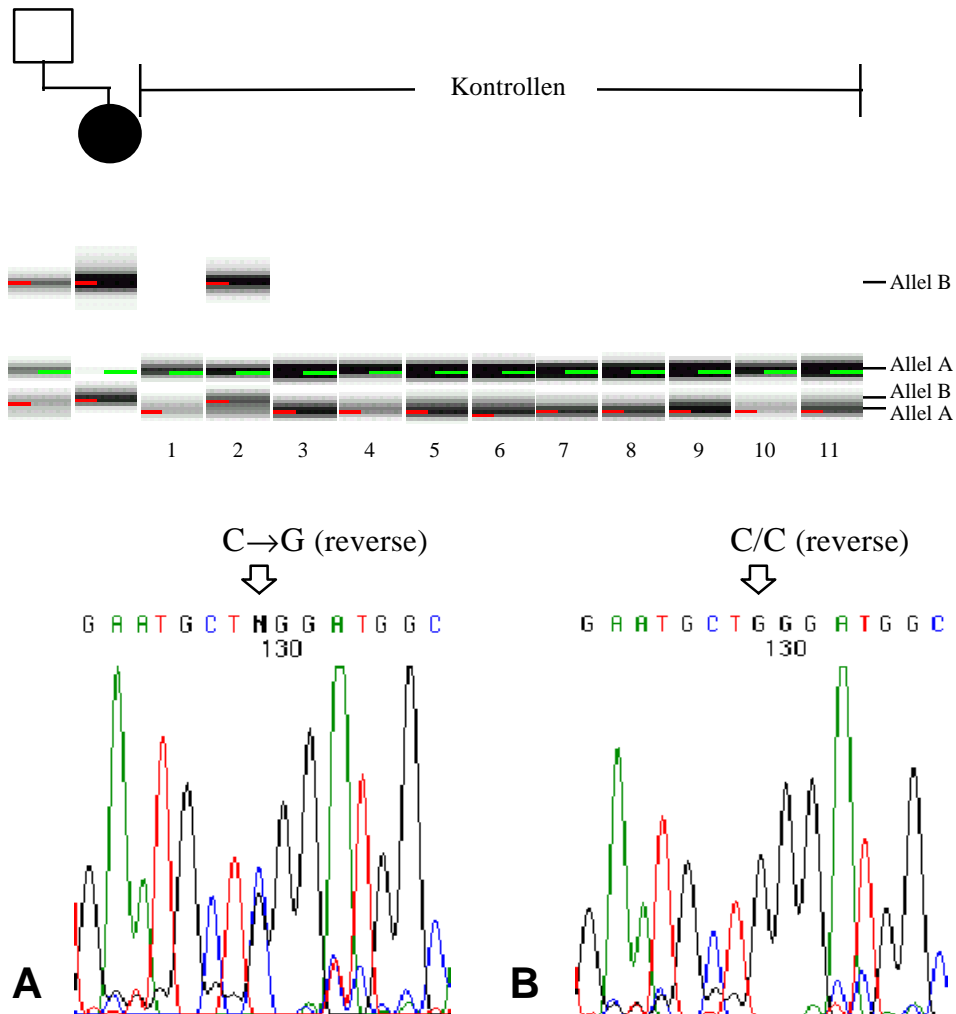 Kontrollen
Allel B
Allel A
Allel B
Allel A
1 2 3 4 5 6 7 8 9 10 11
C→G (reverse)
C/C (reverse)
G A A T G C T N G G A T G G C
130
G A A T G C T G G G A T G G C
130
A
B